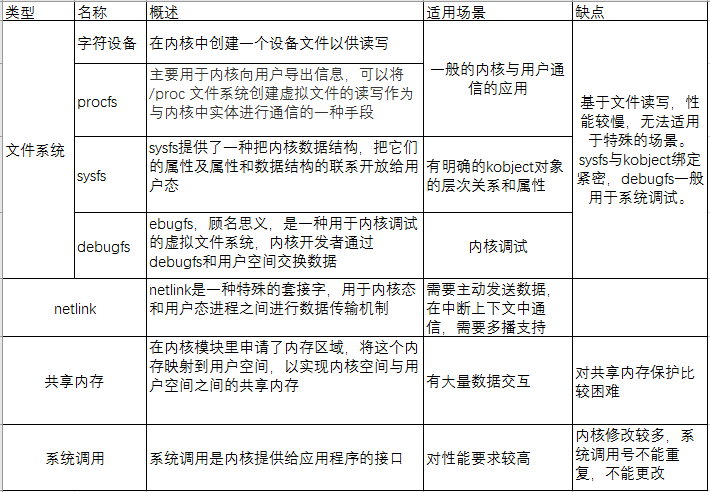 类型 名称 概述 适用场景 缺点
文件系统
字符设备
在内核中创建一个设备文件以供读写
一般的内核与用户通
信的应用
procfs
主要用于内核向用户导出信息，可以将
/proc 文件系统创建虚拟文件的读写作为
与内核中实体进行通信的一种手段
sysfs
sysfs提供了一种把内核数据结构，把它们
的属性及属性和数据结构的联系开放给用
户态
有明确的kobject对象
的层次关系和属性
debugfs
ebugfs，顾名思义，是一种用于内核调试
的虚拟文件系统，内核开发者通过
debugfs和用户空间交换数据
内核调试
基于文件读写，性
能较慢，无法适用
于特殊的场景。
sysfs与kobject绑定
紧密，debugfs一般
用于系统调试。
netlink
netlink是一种特殊的套接字，用于内核态
和用户态进程之间进行数据传输机制
需要主动发送数据，
在中断上下文中通
信，需要多播支持
共享内存
在内核模块里申请了内存区域，将这个内
存映射到用户空间，以实现内核空间与用
户空间之间的共享内存
有大量数据交互
对共享内存保护比
较困难
系统调用
系统调用是内核提供给应用程序的接口
对性能要求较高
内核修改较多，系
统调用号不能重
复，不能更改